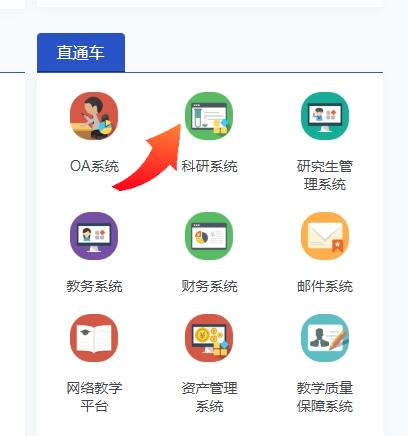 直通车
OA系统
科研系统
研究生管
理系统
教务系统
财务系统
邮件系统
网络教学
平台
资产管理
系统
教学质量
保障系统